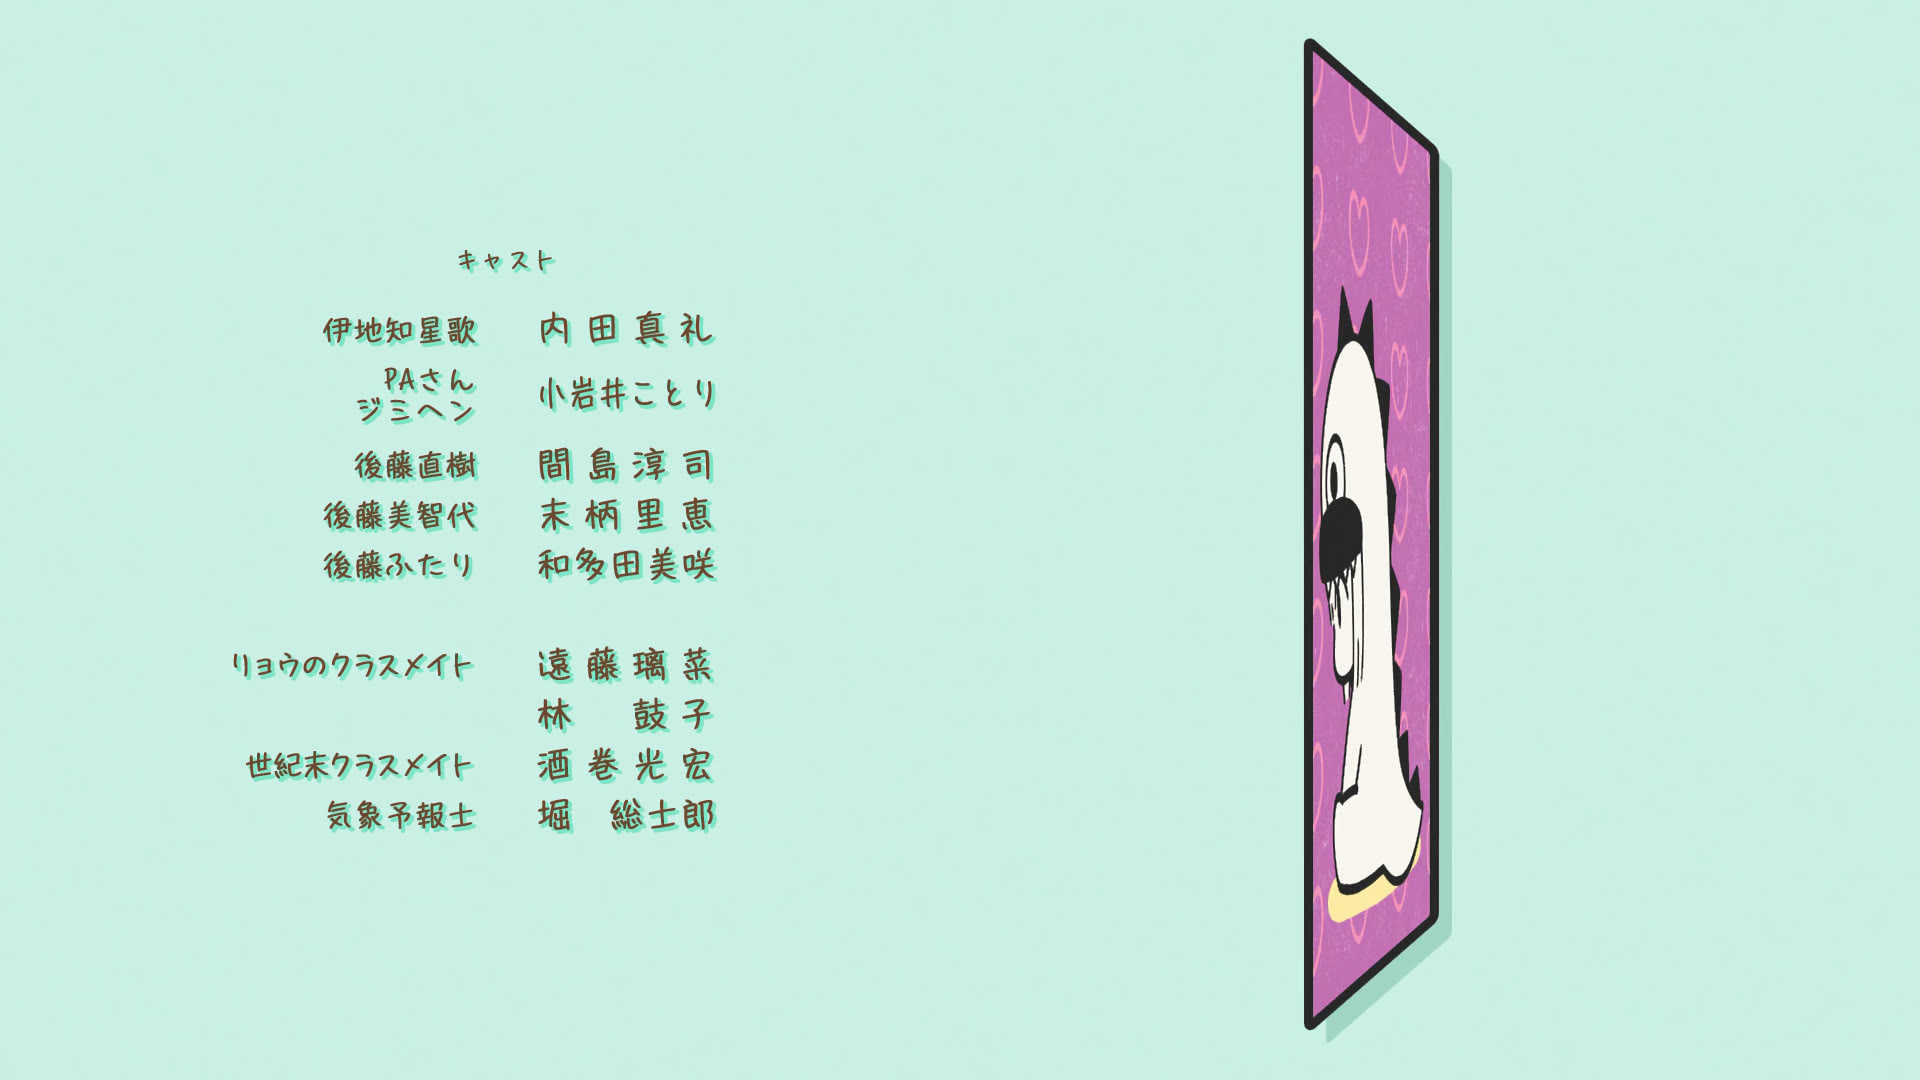 キャスト
伊地知星歌 内田真礼
PAさん
ジミヘン 小岩井ことり
後藤直樹 間島淳司
後藤美智代 末柄里恵
後藤ふたり 和多田美咲
リョウのクラスメイト 遠藤璃菜
林 鼓子
世紀末クラスメイト 酒巻光宏
気象予報士 堀 総士郎